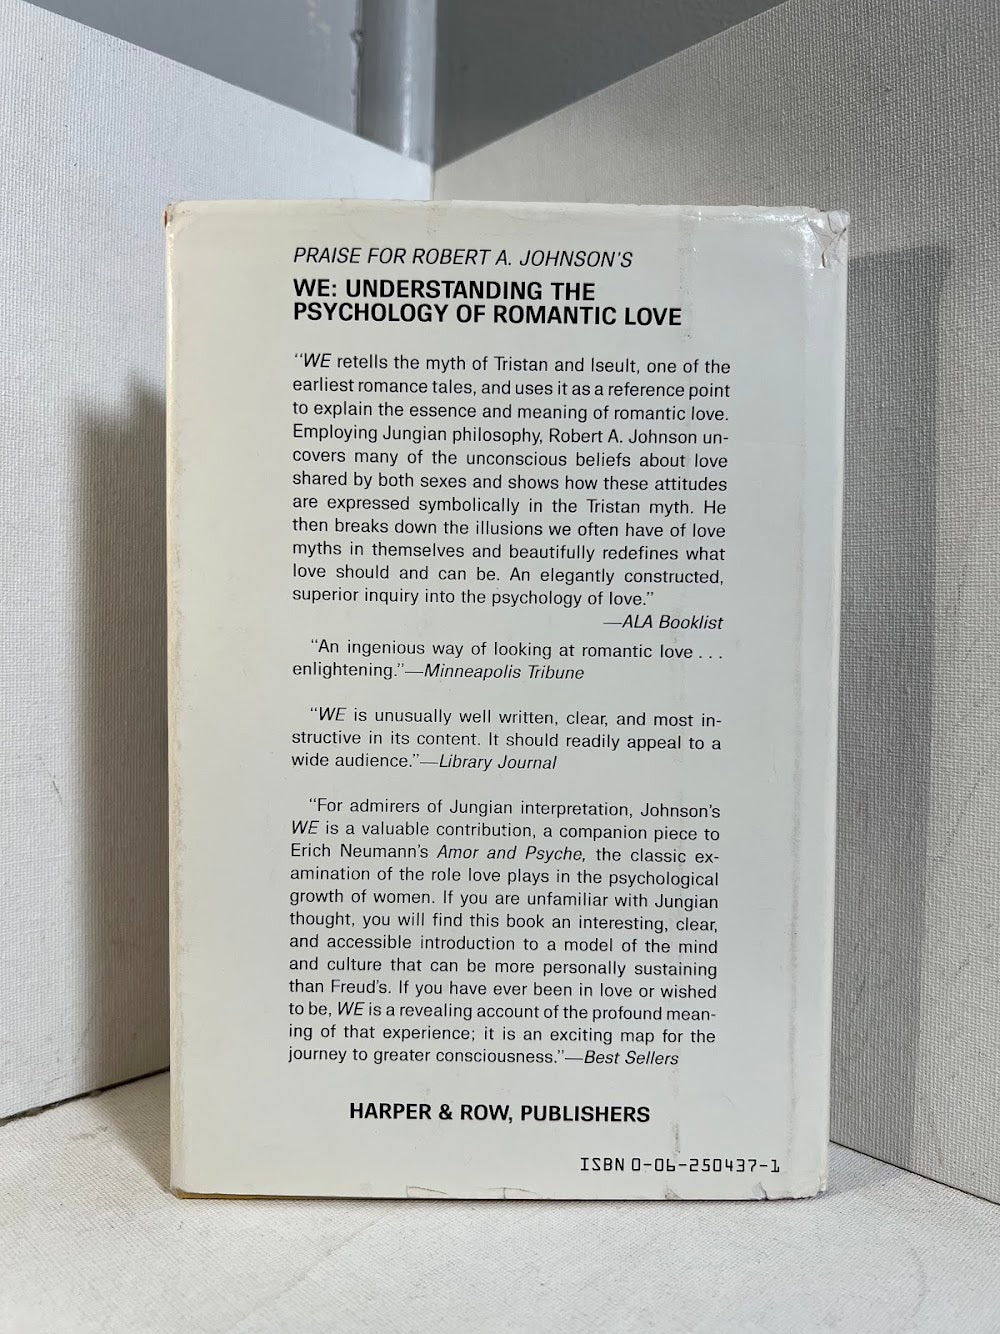 PRAISE FOR ROBERT A. JOHNSON'S
WE: UNDERSTANDING THE
PSYCHOLOGY OF ROMANTIC LOVE
"WE retells the myth of Tristan and Iseult, one of the
earliest romance tales, and uses it as a reference point
to explain the essence and meaning of romantic love.
Employing Jungian philosophy, Robert A. Johnson un-
covers many of the unconscious beliefs about love
shared by both sexes and shows how these attitudes
are expressed symbolically in the Tristan myth. He
then breaks down the illusions we often have of love
myths in themselves and beautifully redefines what
love should and can be. An elegantly constructed,
superior inquiry into the psychology of love."
—ALA Booklist
"An ingenious way of looking at romantic love . . .
enlightening."—Minneapolis Tribune
"WE is unusually well written, clear, and most in-
structive in its content. It should readily appeal to a
wide audience."—Library Journal
"For admirers of Jungian interpretation, Johnson's
WE is a valuable contribution, a companion piece to
Erich Neumann's Amor and Psyche, the classic ex-
amination of the role love plays in the psychological
growth of women. If you are unfamiliar with Jungian
thought, you will find this book an interesting, clear,
and accessible introduction to a model of the mind
and culture that can be more personally sustaining
than Freud's. If you have ever been in love or wished
to be, WE is a revealing account of the profound mean-
ing of that experience; it is an exciting map for the
journey to greater consciousness."—Best Sellers
HARPER & ROW, PUBLISHERS
ISBN 0-06-250437-1